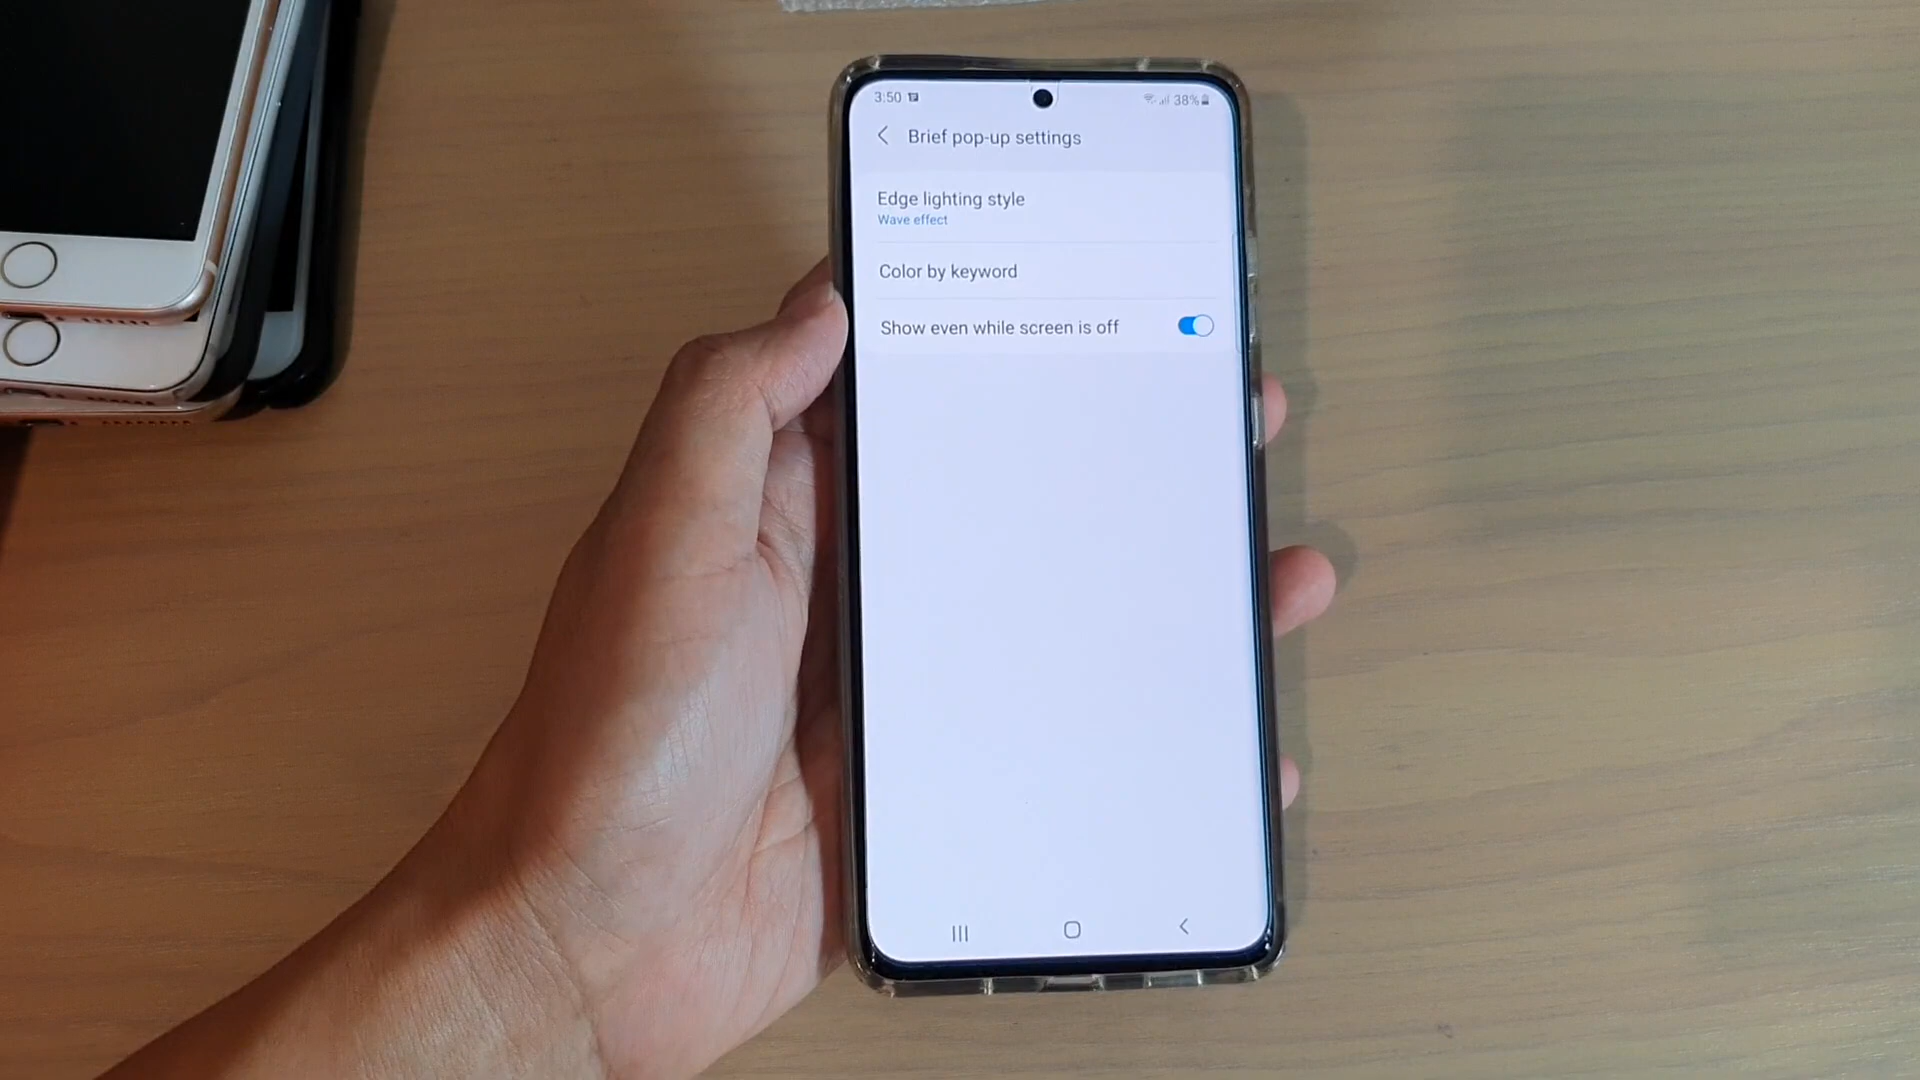 3:50
38%
Brief pop-up settings
Edge lighting style
Wave effect
Color by keyword
Show even while screen is off